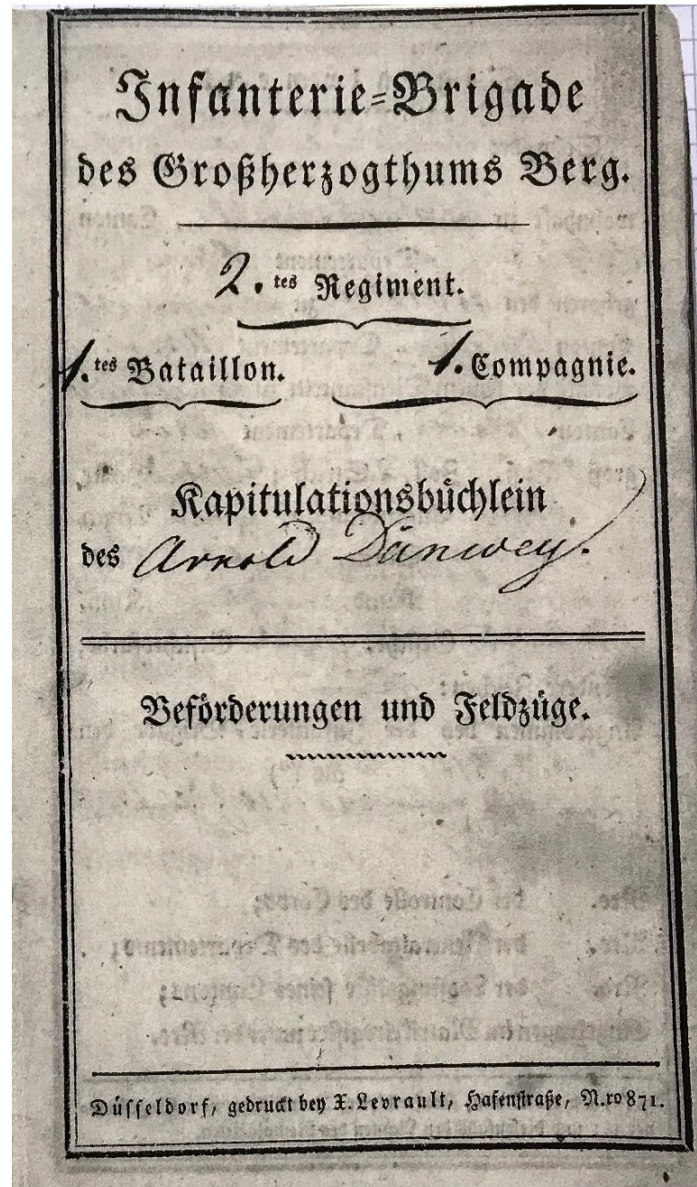 Infanterie-Brigade
des Großherzogthums Berg.
2.tes Regiment.
1.tes Bataillon. 1. Compagnie.
Kapitulationsbüchlein
des Arnold Dünweg.
Beförderungen und Feldzüge.
Düsseldorf, gedruckt bey X. Levrault, Hafenstraße, N.ro 871.